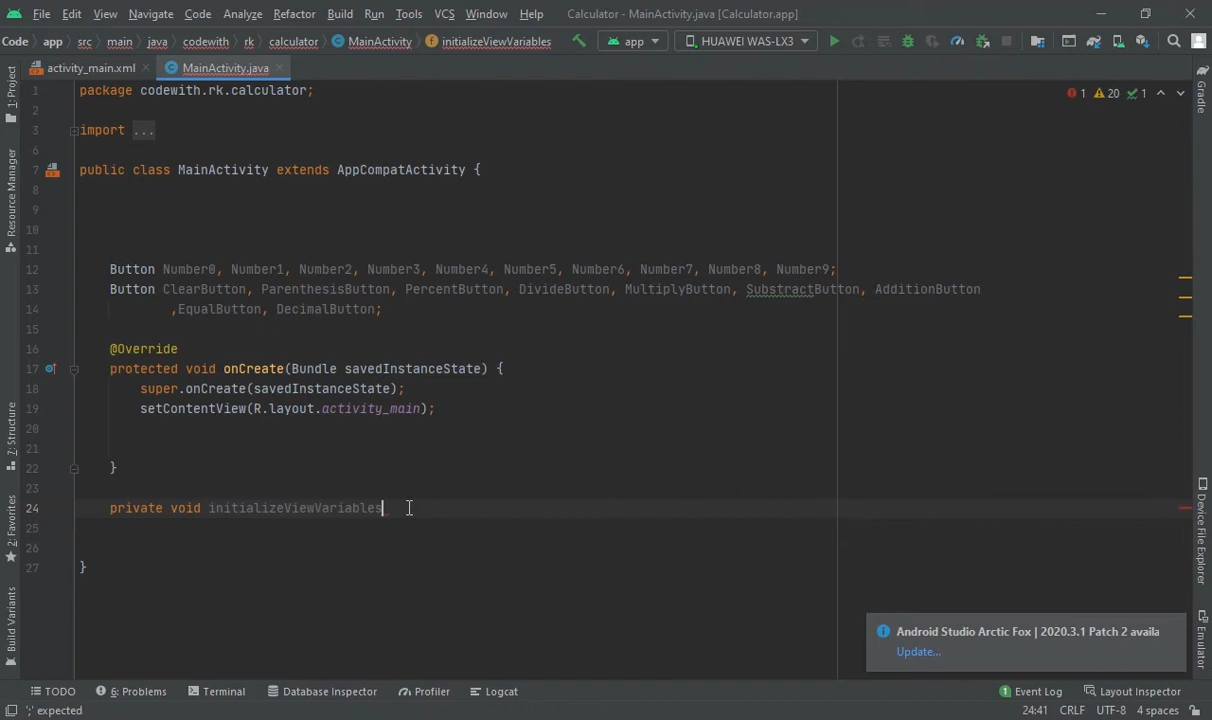 File Edit View Navigate Code Analyze Refactor Build Run Tools VCS Window Help Calculator - MainActivity.java [Calculator.app]
Code app src main java codewith rk calculator MainActivity initializeViewVariables app HUAWEI WAS-LX3
activity_main.xml MainActivity.java
1 package codewith.rk.calculator; 1 20 1
2
3 import ...
6
7 public class MainActivity extends AppCompatActivity {
8
9
10
11
12 Button Number0, Number1, Number2, Number3, Number4, Number5, Number6, Number7, Number8, Number9;
13 Button ClearButton, ParenthesisButton, PercentButton, DivideButton, MultiplyButton, SubstractButton, AdditionButton
14 ,EqualButton, DecimalButton;
15
16 @Override
17 protected void onCreate(Bundle savedInstanceState) {
18 super.onCreate(savedInstanceState);
19 setContentView(R.layout.activity_main);
20
21
22 }
23
24 private void initializeViewVariables
25
26
27 }
1: Project
Resource Manager
7: Structure
2: Favorites
Build Variants
Gradle
Device File Explorer
Emulator
Android Studio Arctic Fox | 2020.3.1 Patch 2 availa
Update...
TODO 6: Problems Terminal Database Inspector Profiler Logcat 1 Event Log Layout Inspector
';' expected 24:41 CRLF UTF-8 4 spaces